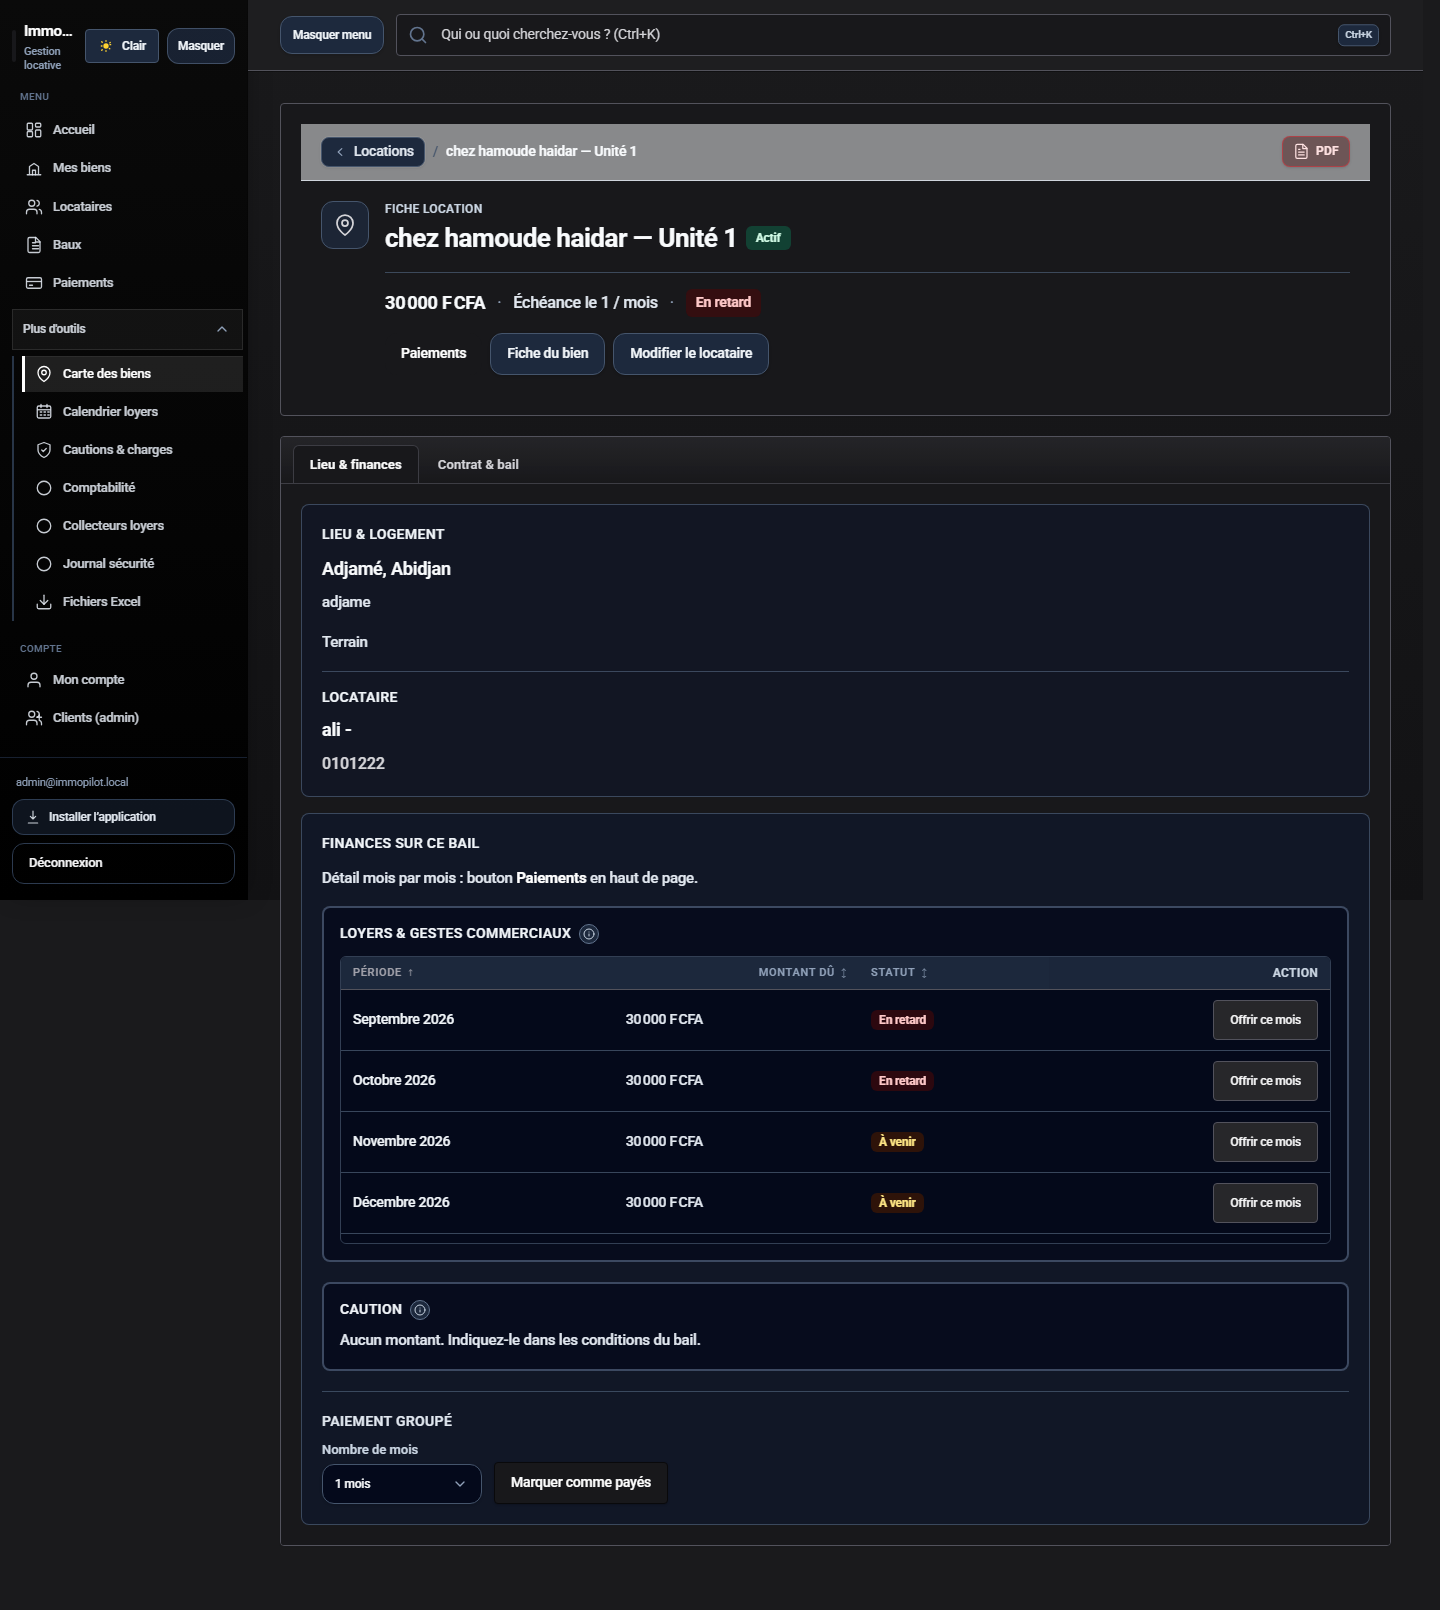 Immo...
Gestion
locative
Clair
Masquer
MENU
Accueil
Mes biens
Locataires
Baux
Paiements
Plus d'outils
Carte des biens
Calendrier loyers
Cautions & charges
Comptabilité
Collecteurs loyers
Journal sécurité
Fichiers Excel
COMPTE
Mon compte
Clients (admin)
admin@immopilot.local
Installer l'application
Déconnexion
Masquer menu
Qui ou quoi cherchez-vous ? (Ctrl+K)
Ctrl+K
Locations / chez hamoude haidar — Unité 1
PDF
FICHE LOCATION
chez hamoude haidar — Unité 1 Actif
30 000 F CFA · Échéance le 1 / mois · En retard
Paiements
Fiche du bien
Modifier le locataire
Lieu & finances
Contrat & bail
LIEU & LOGEMENT
Adjamé, Abidjan
adjame
Terrain
LOCATAIRE
ali -
0101222
FINANCES SUR CE BAIL
Détail mois par mois : bouton Paiements en haut de page.
LOYERS & GESTES COMMERCIAUX
PÉRIODE ↑ MONTANT DÛ ↕ STATUT ↕ ACTION
Septembre 2026 30 000 F CFA En retard Offrir ce mois
Octobre 2026 30 000 F CFA En retard Offrir ce mois
Novembre 2026 30 000 F CFA À venir Offrir ce mois
Décembre 2026 30 000 F CFA À venir Offrir ce mois
CAUTION
Aucun montant. Indiquez-le dans les conditions du bail.
PAIEMENT GROUPÉ
Nombre de mois
1 mois
Marquer comme payés